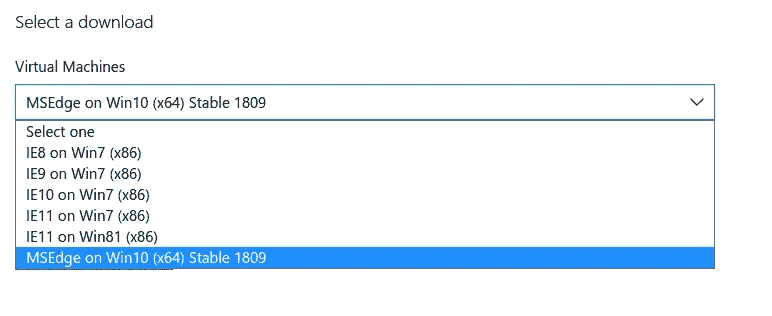 Select a download
Virtual Machines
MSEdge on Win10 (x64) Stable 1809
Select one
IE8 on Win7 (x86)
IE9 on Win7 (x86)
IE10 on Win7 (x86)
IE11 on Win7 (x86)
IE11 on Win81 (x86)
MSEdge on Win10 (x64) Stable 1809